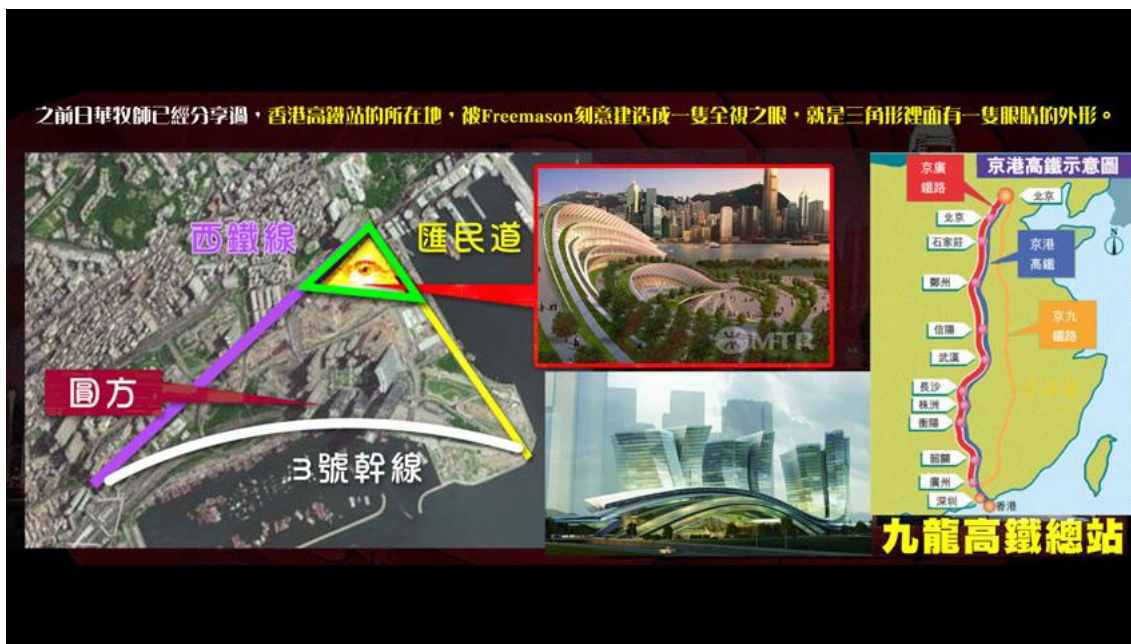 之前日華牧師已經分享過，香港高鐵站的所在地，被Freemason刻意建造成一隻全視之眼，就是三角形裡面有一隻眼睛的外形。
西鐵線
匯民道
圓方
3號幹線
MTR
京港高鐵示意圖
京廣
鐵路
北京
北京
石家莊
京港
高鐵
N
鄭州
京九
鐵路
信陽
武漢
長沙
株洲
衡陽
韶關
廣州
深圳
香港
九龍高鐵總站